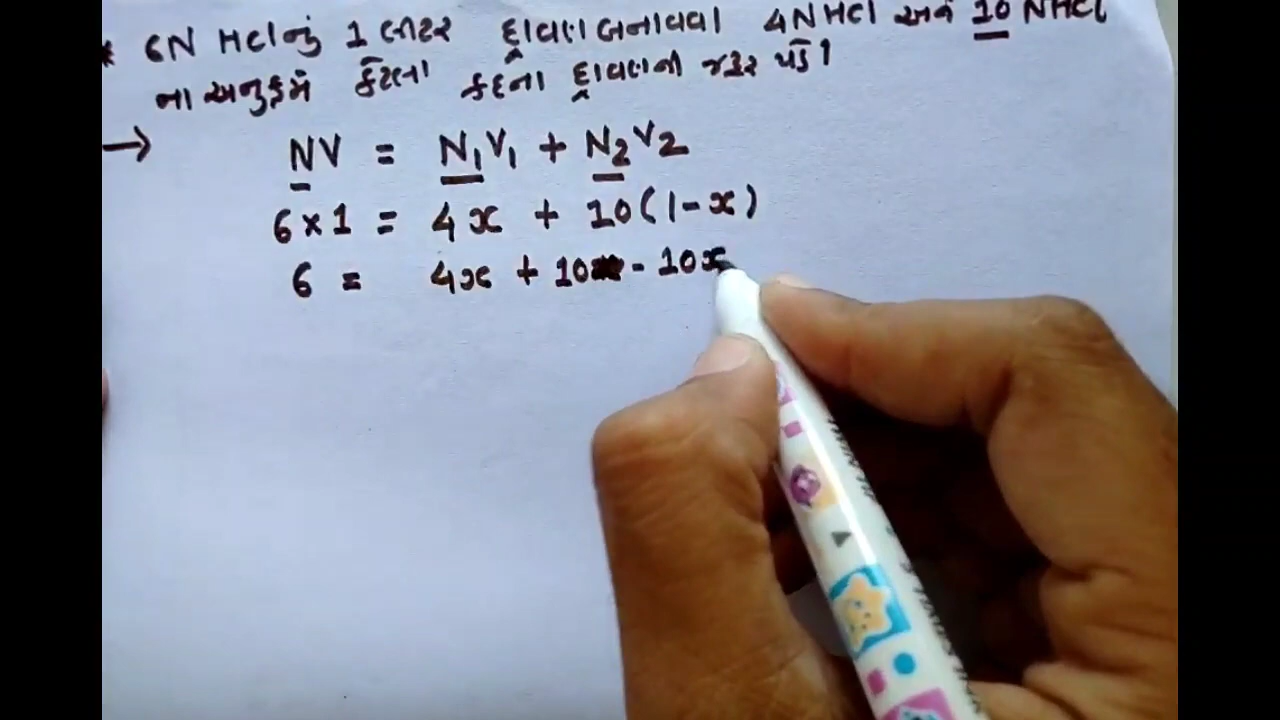 * 6N HClનું 1 લીટર દ્રાવણ બનાવવા 4N HCl અને 10 NHCl
ના અનુક્રમે કેટલા કદના દ્રાવણની જરૂર પડે।
→ NV = N₁V₁ + N₂V₂
6×1 = 4x + 10(1-x)
6 = 4x + 10 - 10x